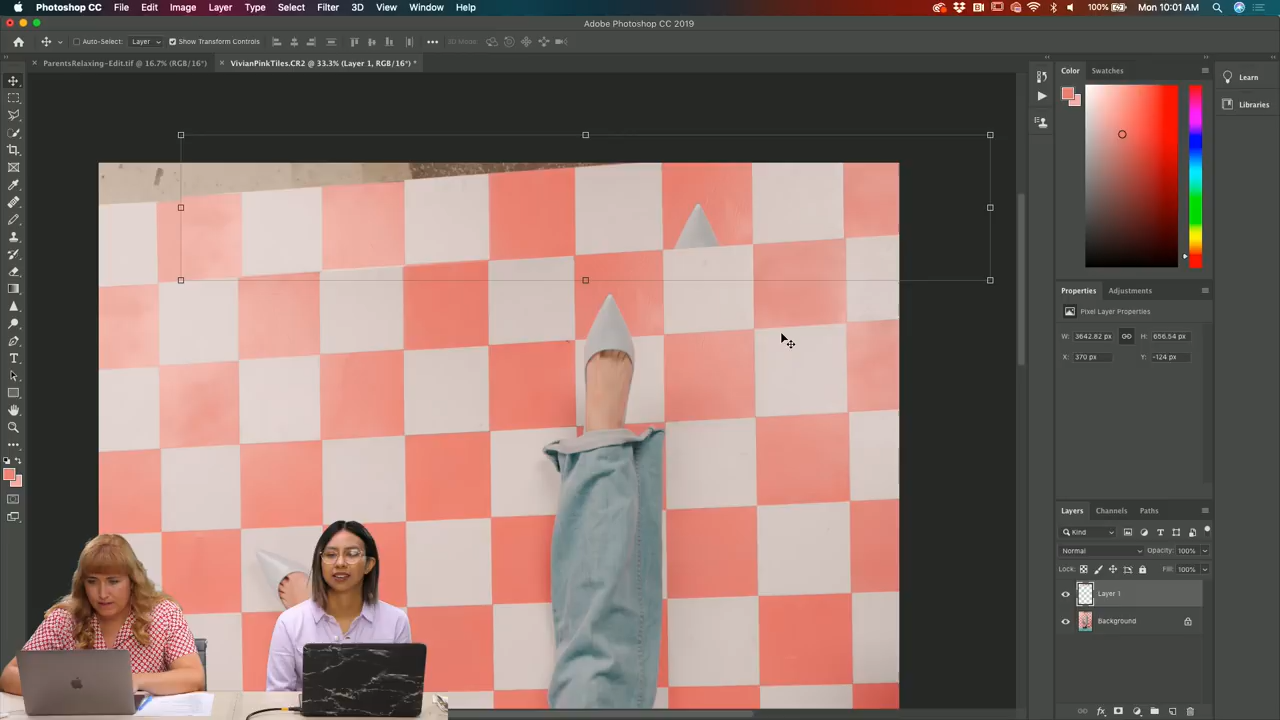 Photoshop CC File Edit Image Layer Type Select Filter 3D View Window Help
100% Mon 10:01 AM
Adobe Photoshop CC 2019
Auto-Select: Layer Show Transform Controls 3D Mode:
ParentsRelaxing-Edit.tif @ 16.7% (RGB/16*) VivianPinkTiles.CR2 @ 33.3% (Layer 1, RGB/16*) *
Color Swatches
Learn
Libraries
Properties Adjustments
Pixel Layer Properties
W: 3642.82 px H: 656.54 px
X: 370 px Y: -124 px
Layers Channels Paths
Kind
Normal Opacity: 100%
Lock: Fill: 100%
Layer 1
Background